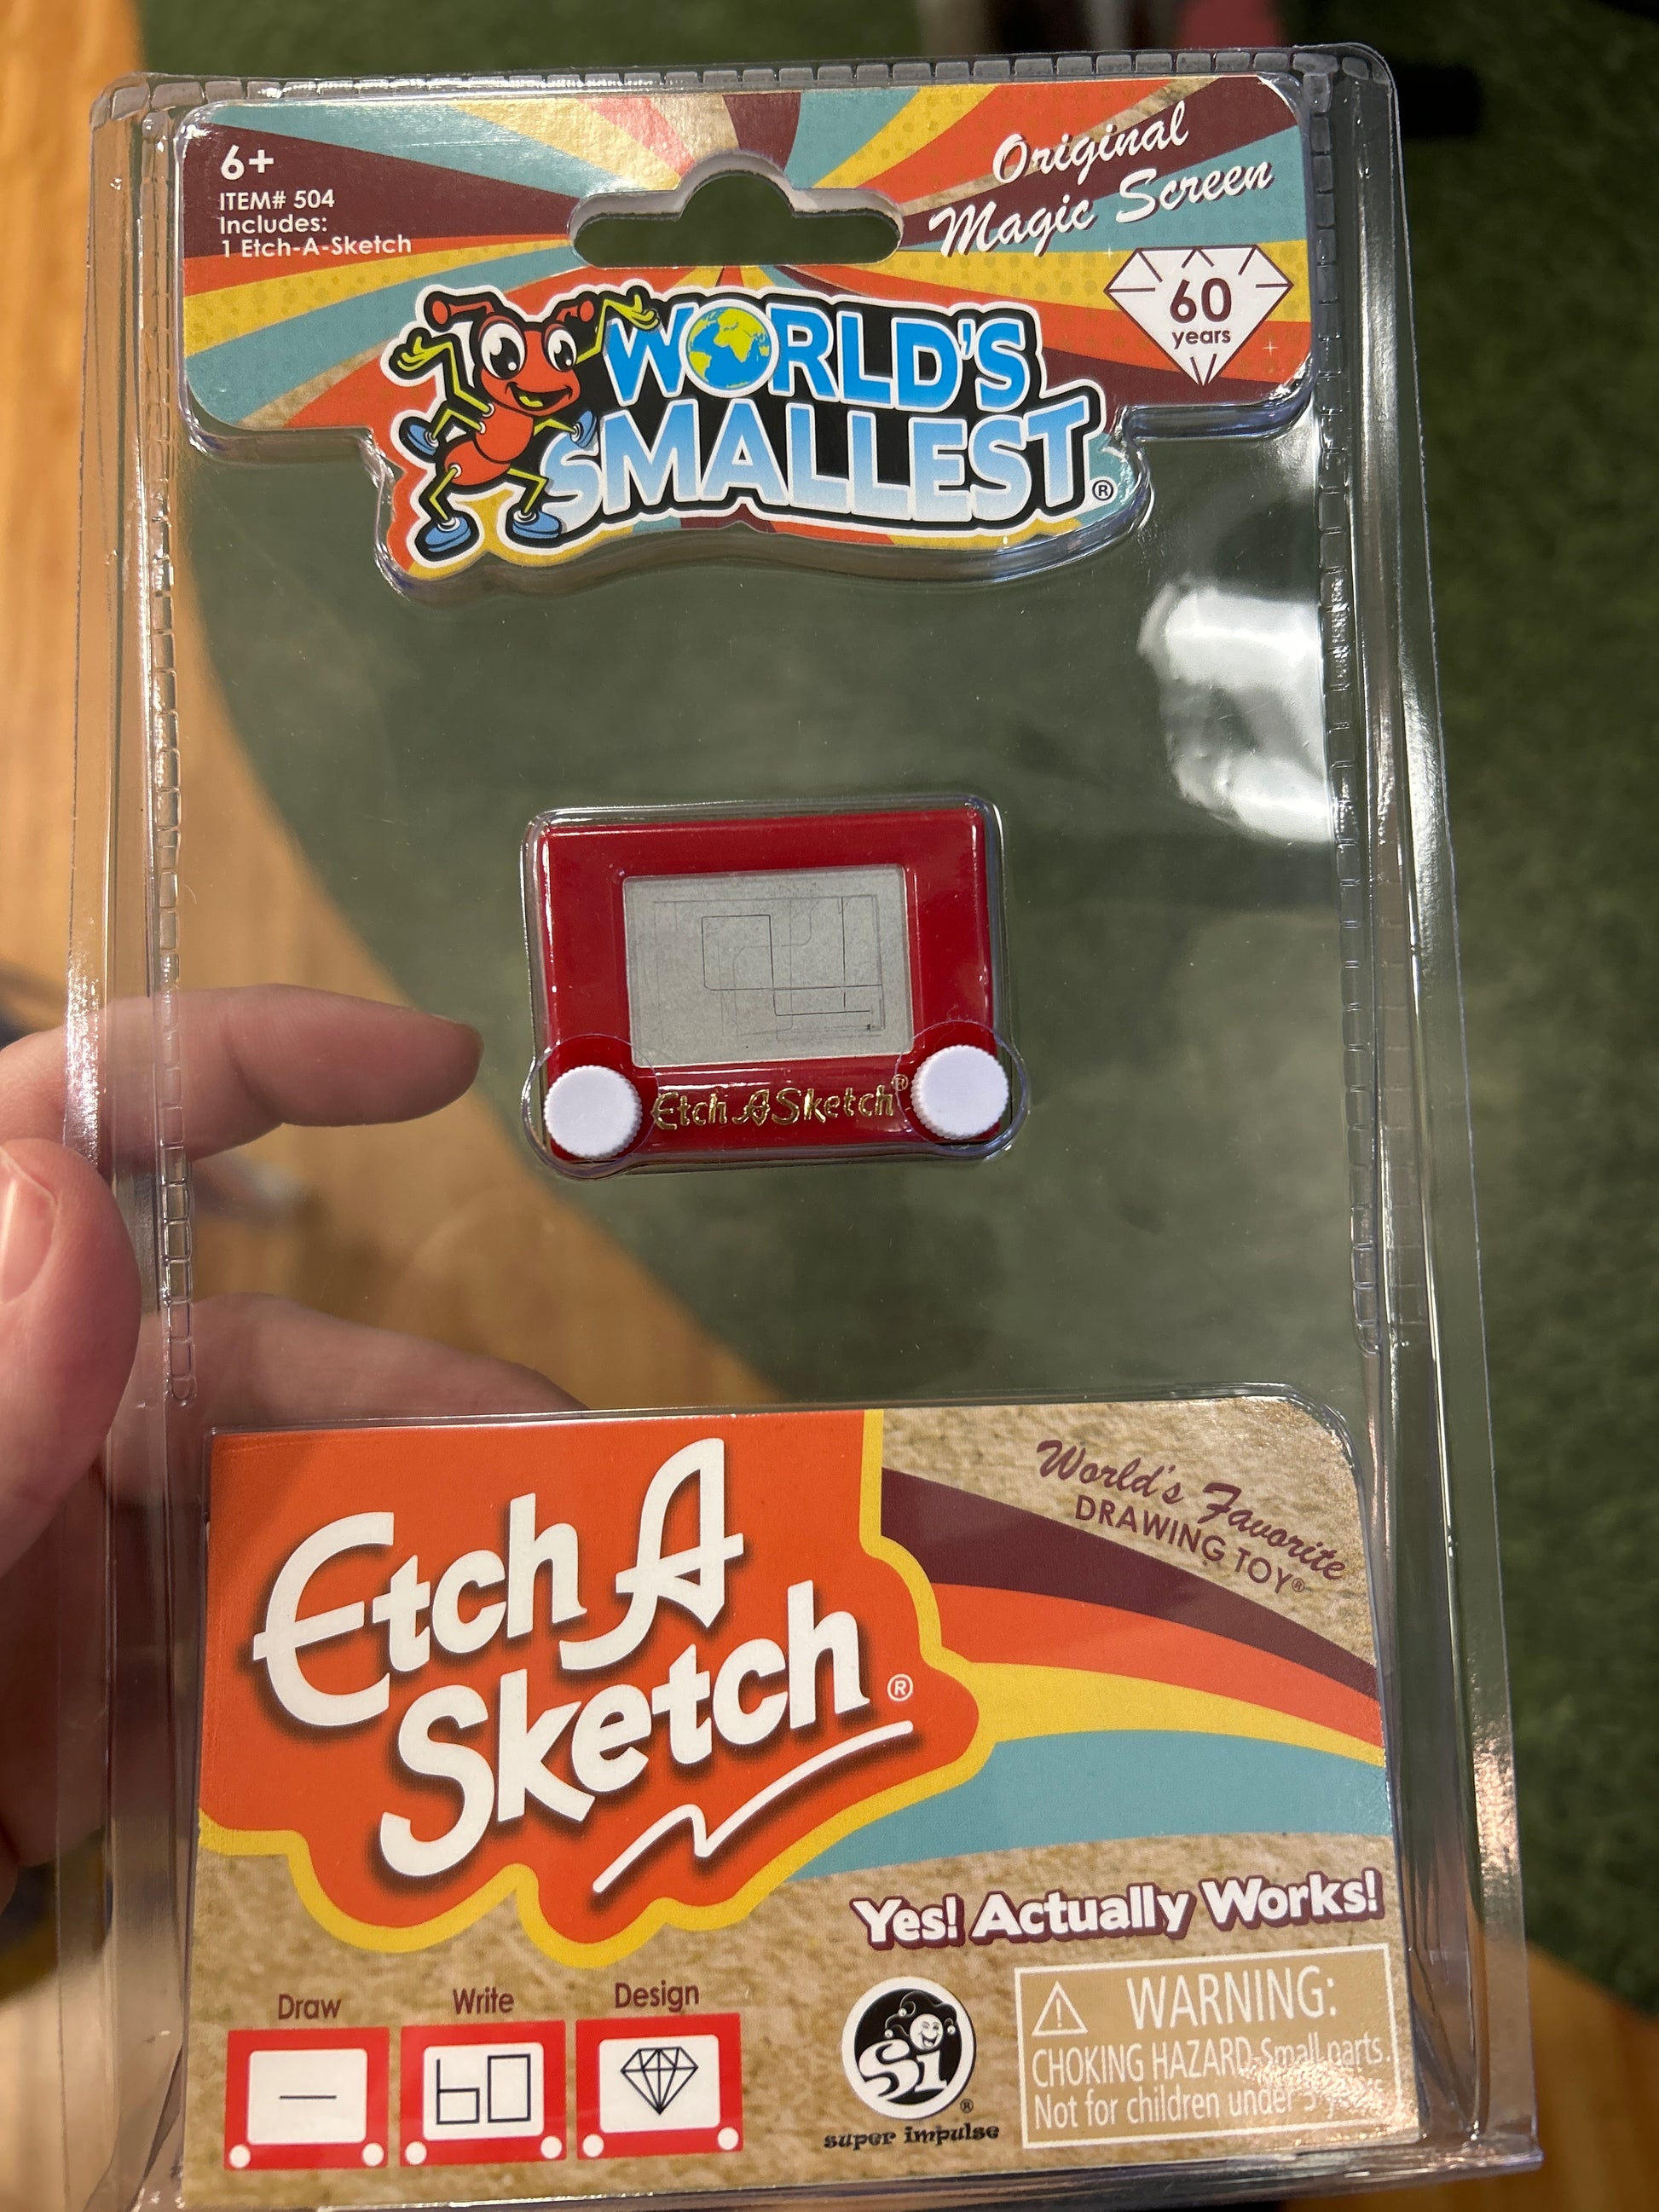 6+
ITEM# 504
Includes:
1 Etch-A-Sketch
Original
Magic Screen
60
years
WORLD'S
SMALLEST®
Etch A Sketch®
World's Favorite
DRAWING TOY®
Etch A
Sketch®
Yes! Actually Works!
Draw
Write
Design
60
Si®
super impulse
WARNING:
CHOKING HAZARD-Small parts.
Not for children under 3